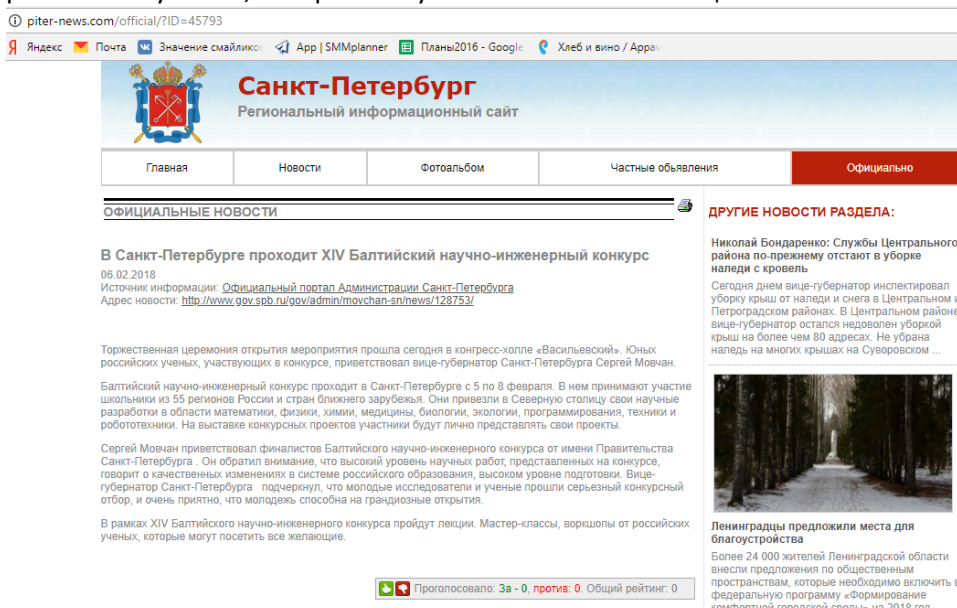 piter-news.com/official/?ID=45793
Яндекс Почта Значение смайликов App | SMMplanner Планы2016 - Google Хлеб и вино / Appav
Санкт-Петербург
Региональный информационный сайт
Главная Новости Фотоальбом Частные объявления Официально
ОФИЦИАЛЬНЫЕ НОВОСТИ
В Санкт-Петербурге проходит XIV Балтийский научно-инженерный конкурс
06.02.2018
Источник информации: Официальный портал Администрации Санкт-Петербурга
Адрес новости: http://www.gov.spb.ru/gov/admin/movchan-sn/news/128753/
Торжественная церемония открытия мероприятия прошла сегодня в конгресс-холле «Васильевский». Юных
российских ученых, участвующих в конкурсе, приветствовал вице-губернатор Санкт-Петербурга Сергей Мовчан.
Балтийский научно-инженерный конкурс проходит в Санкт-Петербурге с 5 по 8 февраля. В нем принимают участие
школьники из 55 регионов России и стран ближнего зарубежья. Они привезли в Северную столицу свои научные
разработки в области математики, физики, химии, медицины, биологии, экологии, программирования, техники и
робототехники. На выставке конкурсных проектов участники будут лично представлять свои проекты.
Сергей Мовчан приветствовал финалистов Балтийского научно-инженерного конкурса от имени Правительства
Санкт-Петербурга . Он обратил внимание, что высокий уровень научных работ, представленных на конкурсе,
говорит о качественных изменениях в системе российского образования, высоком уровне подготовки. Вице-
губернатор Санкт-Петербурга подчеркнул, что молодые исследователи и ученые прошли серьезный конкурсный
отбор, и очень приятно, что молодежь способна на грандиозные открытия.
В рамках XIV Балтийского научно-инженерного конкурса пройдут лекции. Мастер-классы, воркшопы от российских
ученых, которые могут посетить все желающие.
Проголосовало: За - 0, против: 0. Общий рейтинг: 0
ДРУГИЕ НОВОСТИ РАЗДЕЛА:
Николай Бондаренко: Службы Центрального
района по-прежнему отстают в уборке
наледи с кровель
Сегодня днем вице-губернатор инспектировал
уборку крыш от наледи и снега в Центральном и
Петроградском районах. В Центральном районе
вице-губернатор остался недоволен уборкой
крыш на более чем 80 адресах. Не убрана
наледь на многих крышах на Суворовском ...
Ленинградцы предложили места для
благоустройства
Более 24 000 жителей Ленинградской области
внесли предложения по общественным
пространствам, которые необходимо включить в
федеральную программу «Формирование
комфортной городской среды» на 2018 год